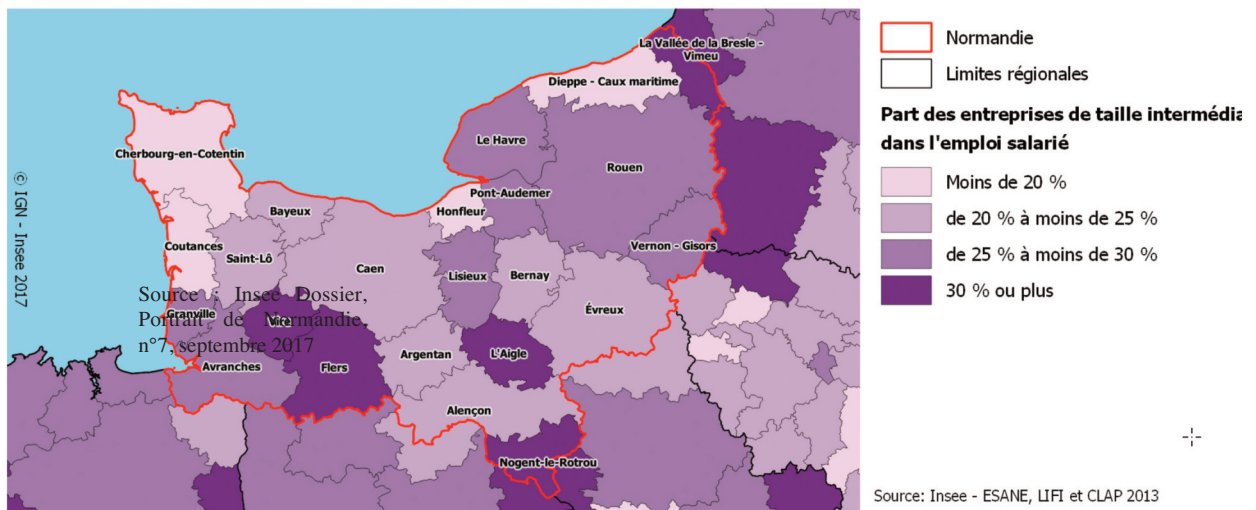 La Vallée de la Bresle -
Vimeu
Dieppe - Caux maritime
Le Havre
Rouen
Cherbourg-en-Cotentin
Pont-Audemer
Bayeux
Honfleur
Coutances
Saint-Lô
Caen
Vernon - Gisors
Lisieux
Bernay
Évreux
Granville
Vire
Avranches
Flers
Argentan
L'Aigle
Alençon
Nogent-le-Rotrou
Source : Insee Dossier,
Portrait de Normandie,
n°7, septembre 2017
© IGN - Insee 2017
Normandie
Limites régionales
Part des entreprises de taille intermédia
dans l'emploi salarié
Moins de 20 %
de 20 % à moins de 25 %
de 25 % à moins de 30 %
30 % ou plus
Source: Insee - ESANE, LIFI et CLAP 2013